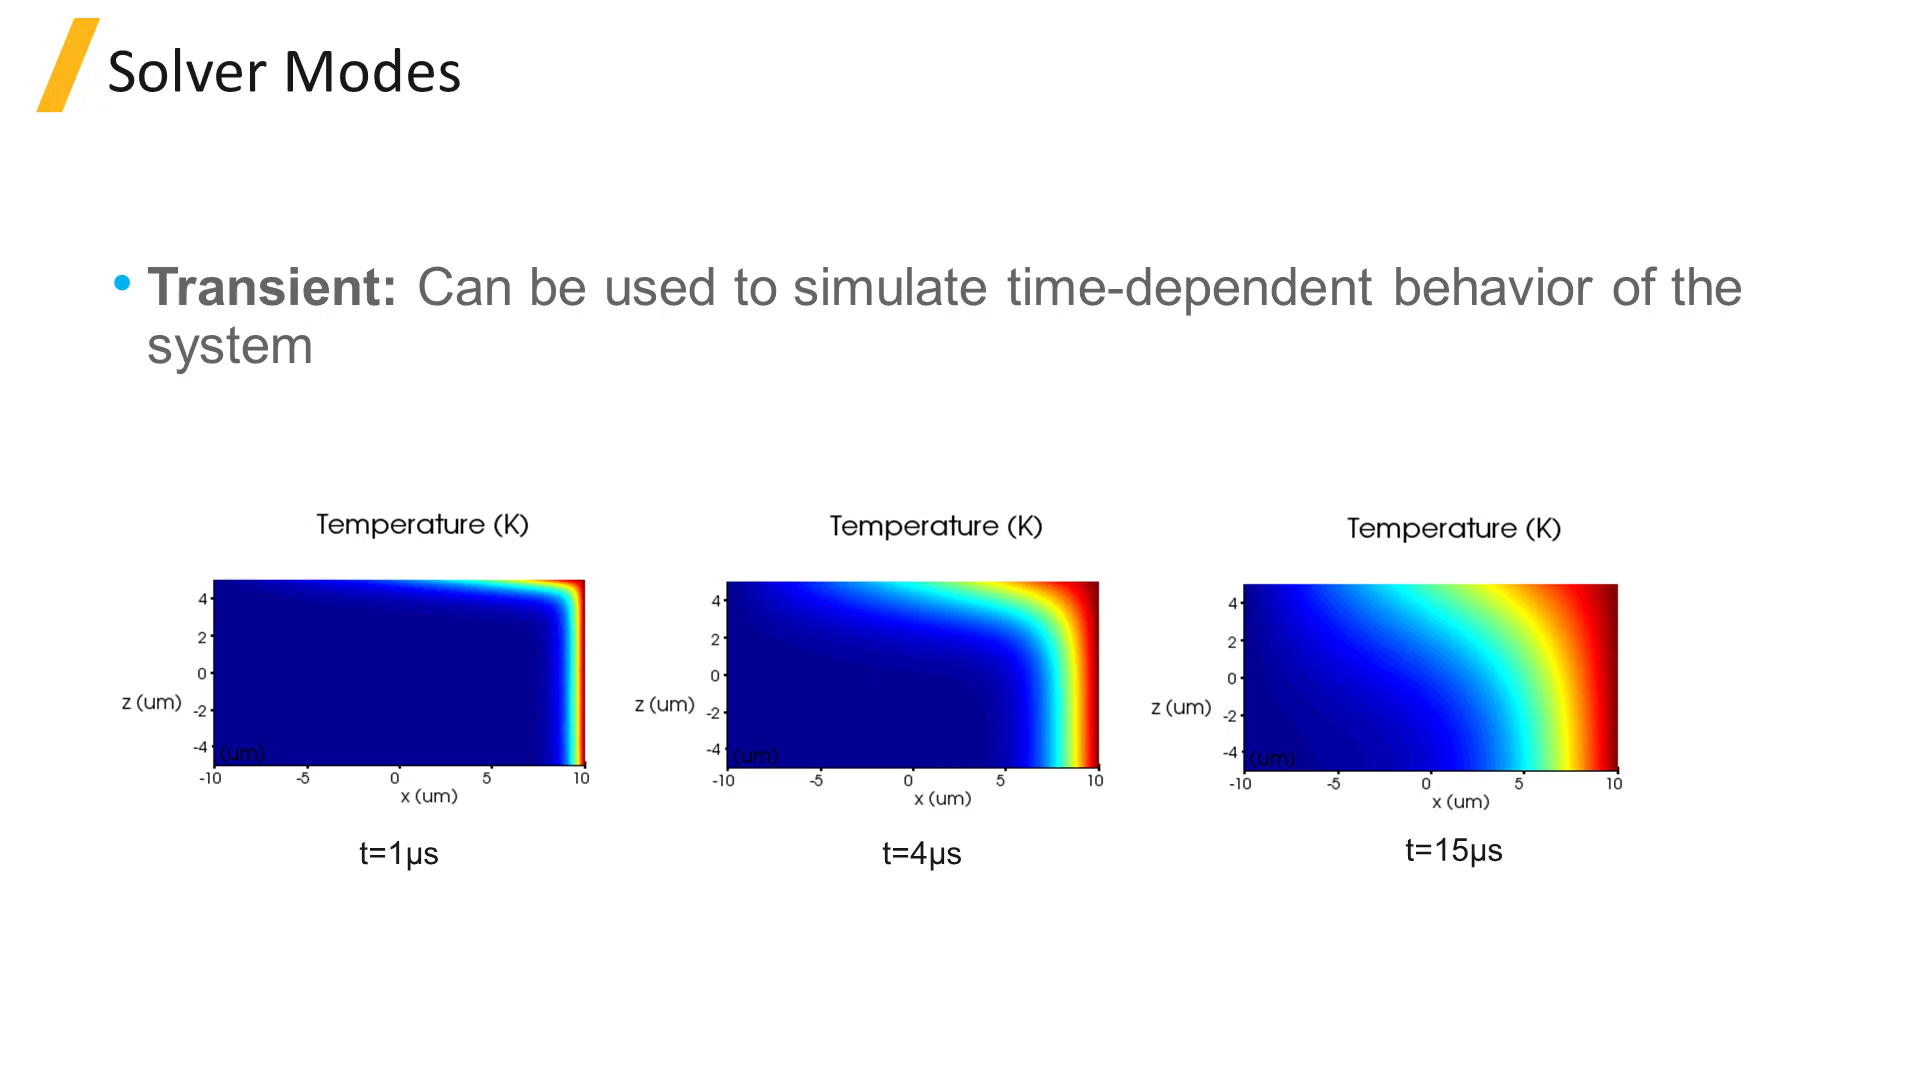 Solver Modes
• Transient: Can be used to simulate time-dependent behavior of the
system
Temperature (K)
4
2
0
z (um)
-2
-4
(um)
-10 -5 0 5 10
x (um)
t=1μs
Temperature (K)
4
2
0
z (um)
-2
-4
(um)
-10 -5 0 5 10
x (um)
t=4μs
Temperature (K)
4
2
0
z (um)
-2
-4
(um)
-10 -5 0 5 10
x (um)
t=15μs